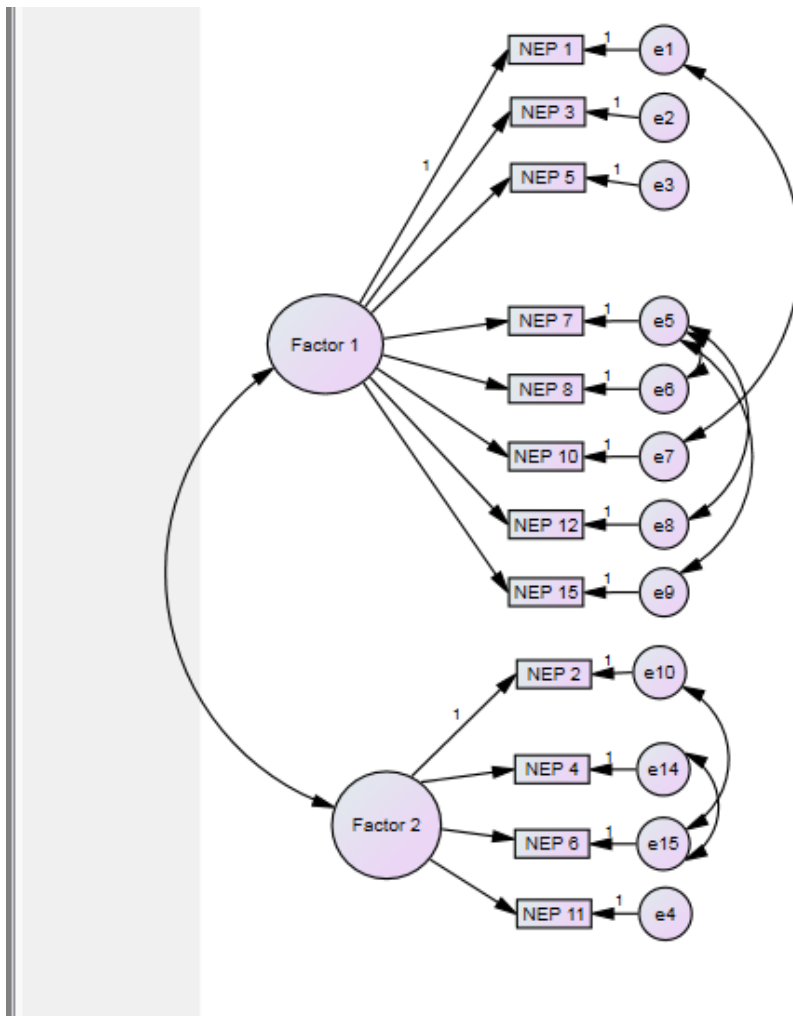 NEP 1
1
e1
NEP 3
1
e2
1
NEP 5
1
e3
Factor 1
NEP 7
1
e5
NEP 8
1
e6
NEP 10
1
e7
NEP 12
1
e8
NEP 15
1
e9
NEP 2
1
e10
1
NEP 4
1
e14
Factor 2
NEP 6
1
e15
NEP 11
1
e4